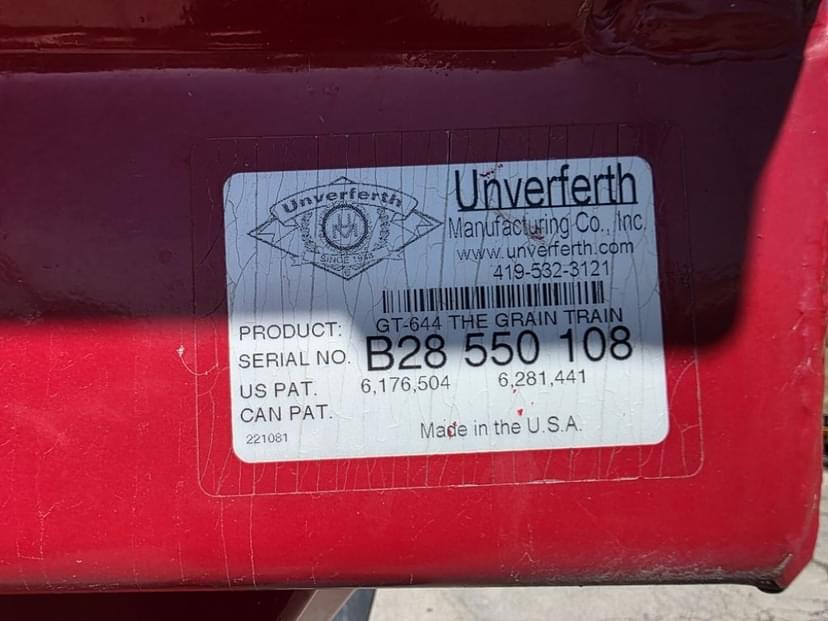 Unverferth
UM
SINCE 1948
Unverferth
Manufacturing Co., Inc.
www.unverferth.com
419-532-3121
PRODUCT: GT-644 THE GRAIN TRAIN
SERIAL NO. B28 550 108
US PAT. 6,176,504 6,281,441
CAN PAT.
221081
Made in the U.S.A.